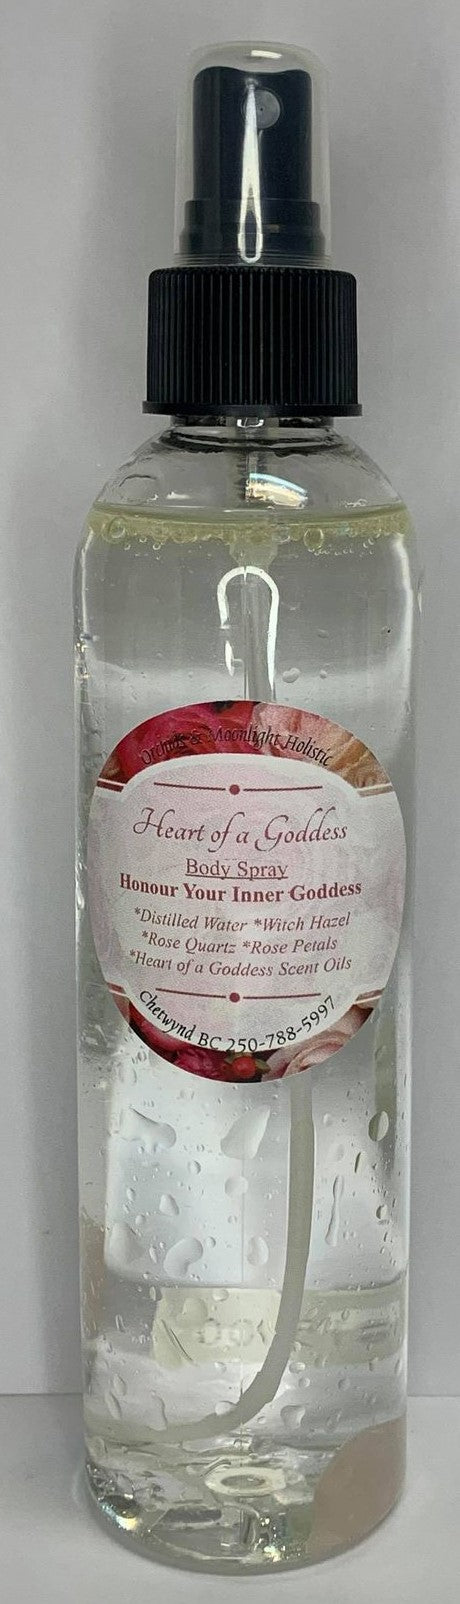 Orchids & Moonlight Holistic
Heart of a Goddess
Body Spray
Honour Your Inner Goddess
*Distilled Water *Witch Hazel
*Rose Quartz *Rose Petals
*Heart of a Goddess Scent Oils
Chetwynd BC 250-788-5997